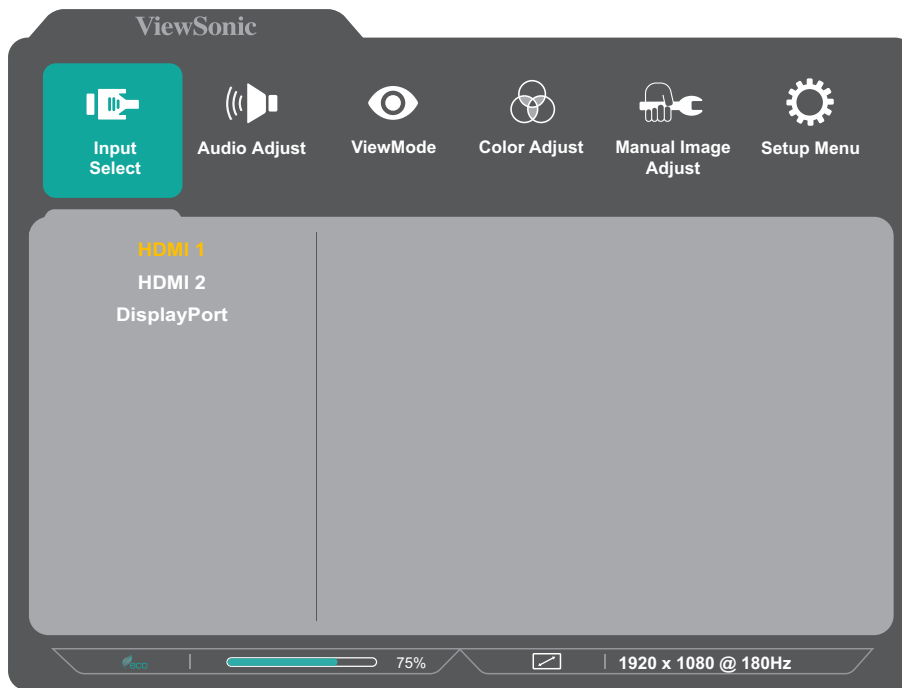 ViewSonic
Input
Select
Audio Adjust
ViewMode
Color Adjust
Manual Image
Adjust
Setup Menu
HDMI 1
HDMI 2
DisplayPort
eco
75%
1920 x 1080 @ 180Hz